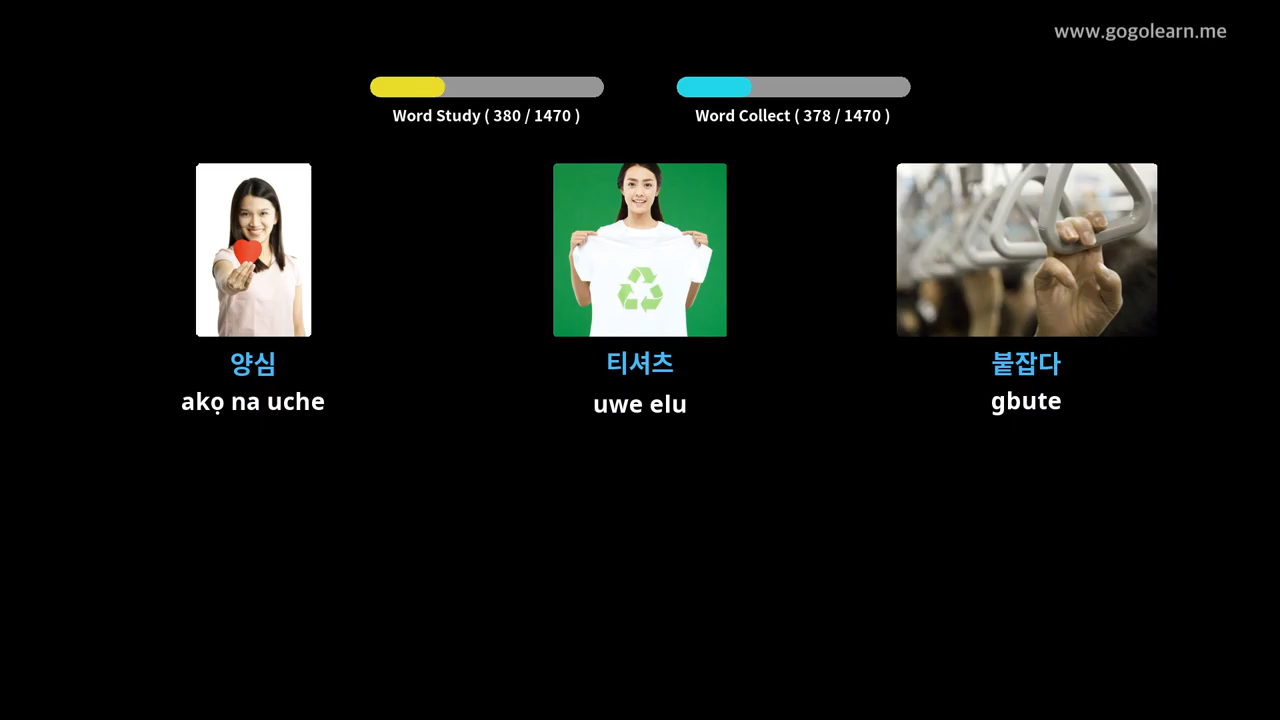 www.gogolearn.me
Word Study ( 380 / 1470 )
Word Collect ( 378 / 1470 )
양심
akọ na uche
티셔츠
uwe elu
붙잡다
gbute